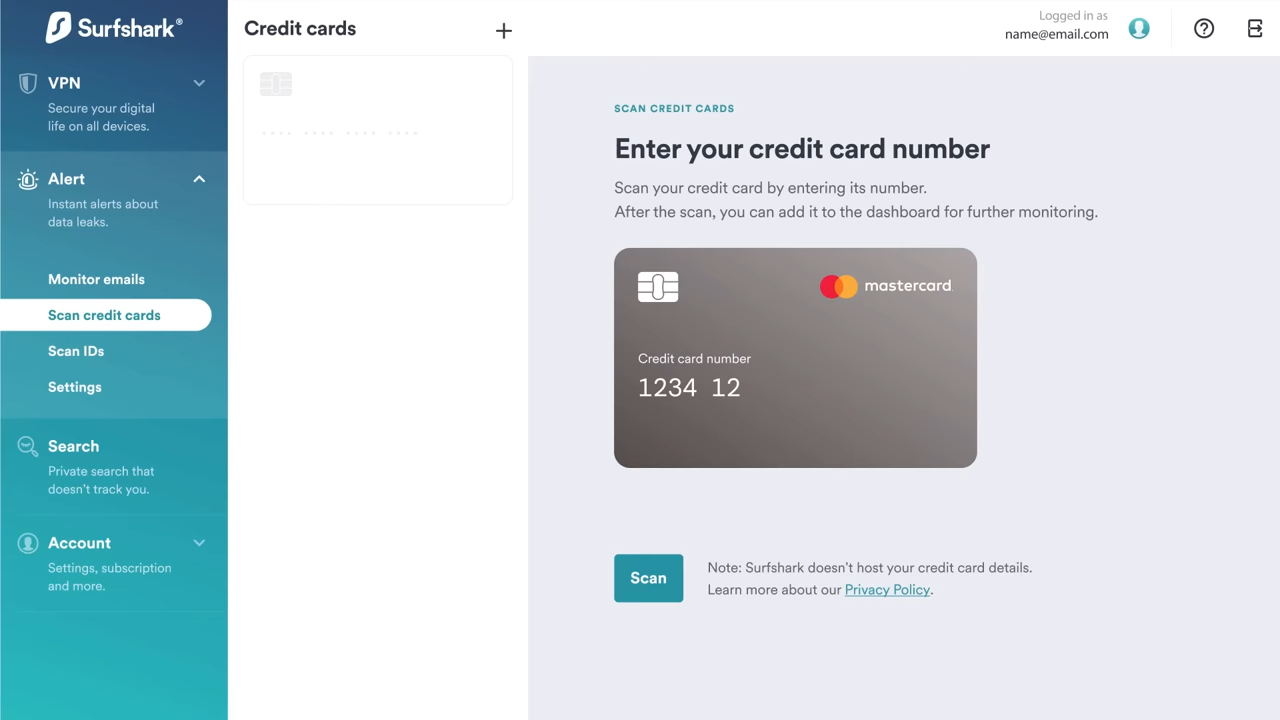 Surfshark®
VPN
Secure your digital
life on all devices.
Alert
Instant alerts about
data leaks.
Monitor emails
Scan credit cards
Scan IDs
Settings
Search
Private search that
doesn't track you.
Account
Settings, subscription
and more.
Credit cards
Logged in as
name@email.com
SCAN CREDIT CARDS
Enter your credit card number
Scan your credit card by entering its number.
After the scan, you can add it to the dashboard for further monitoring.
mastercard.
Credit card number
1234 12
Scan
Note: Surfshark doesn't host your credit card details.
Learn more about our Privacy Policy.